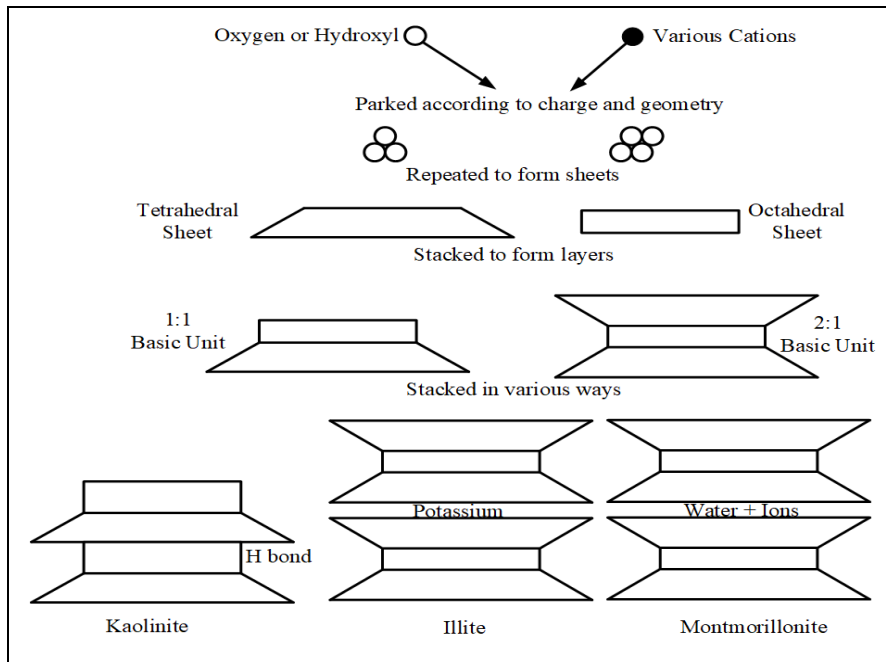 Oxygen or Hydroxyl
Various Cations
Parked according to charge and geometry
Repeated to form sheets
Tetrahedral
Sheet
Octahedral
Sheet
Stacked to form layers
1:1
Basic Unit
2:1
Basic Unit
Stacked in various ways
Potassium
Water + Ions
H bond
Kaolinite
Illite
Montmorillonite